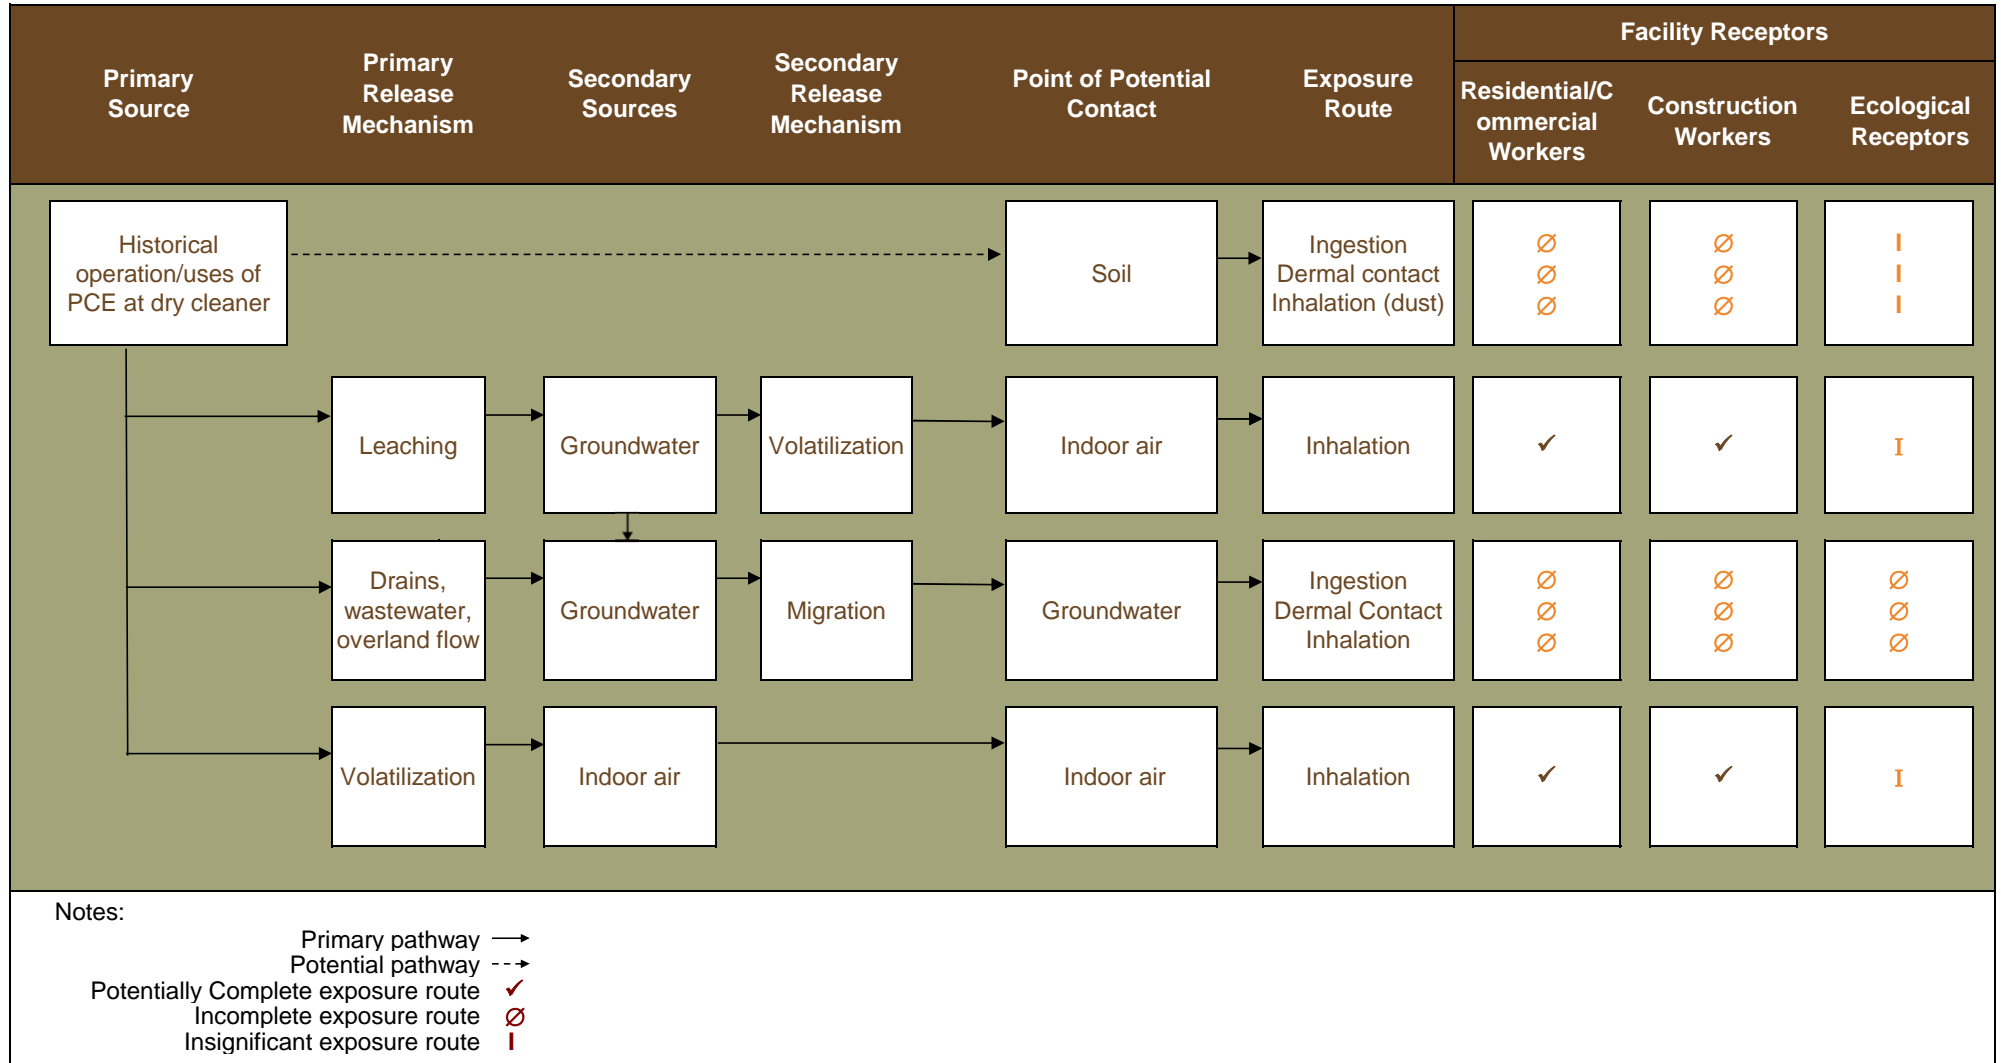 Facility Receptors
Primary
Source
Primary
Release
Mechanism
Secondary
Sources
Secondary
Release
Mechanism
Point of Potential
Contact
Exposure
Route
Residential/C
ommercial
Workers
Construction
Workers
Ecological
Receptors
Historical
operation/uses of
PCE at dry cleaner
Soil
Ingestion
Dermal contact
Inhalation (dust)
∅
∅
∅
∅
∅
∅
I
I
I
Leaching
Groundwater
Volatilization
Indoor air
Inhalation
✓
✓
I
Drains,
wastewater,
overland flow
Groundwater
Migration
Groundwater
Ingestion
Dermal Contact
Inhalation
∅
∅
∅
∅
∅
∅
∅
∅
∅
Volatilization
Indoor air
Indoor air
Inhalation
✓
✓
I
Notes:
Primary pathway
Potential pathway
Potentially Complete exposure route ✓
Incomplete exposure route ∅
Insignificant exposure route I